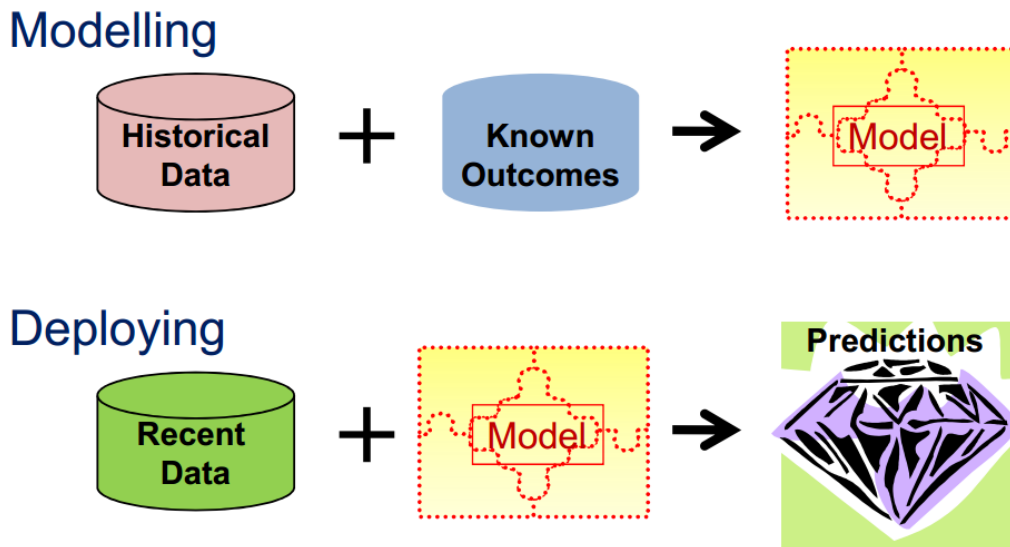 Modelling
Historical
Data
Known
Outcomes
Model
Deploying
Recent
Data
Model
Predictions